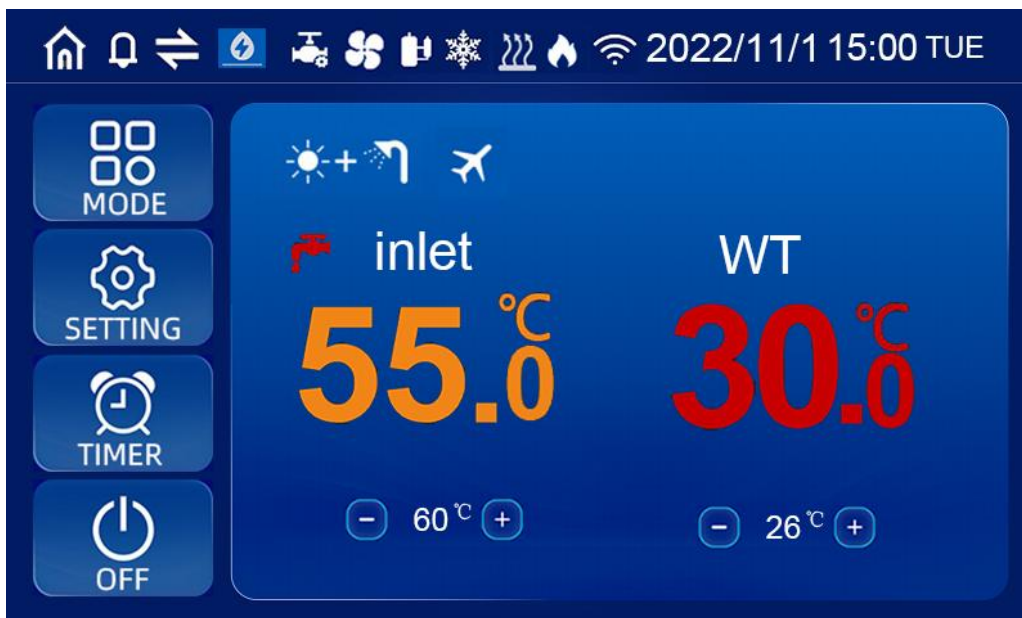 2022/11/1 15:00 TUE
MODE
SETTING
TIMER
OFF
inlet WT
55.0℃ 30.0℃
- 60℃ + - 26℃ +